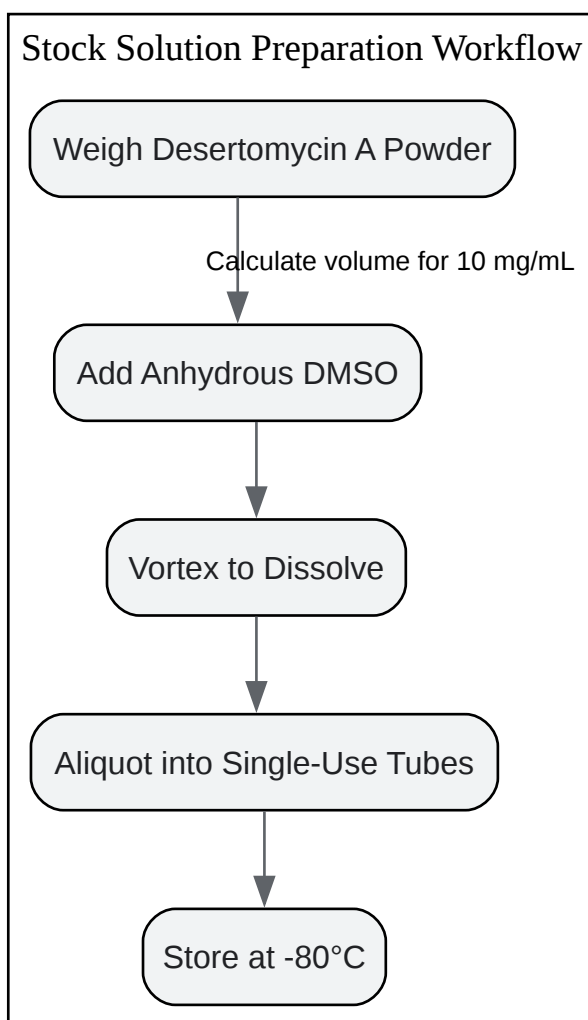 Stock Solution Preparation Workflow
Weigh Desertomycin A Powder
Calculate volume for 10 mg/mL
Add Anhydrous DMSO
Vortex to Dissolve
Aliquot into Single-Use Tubes
Store at -80°C